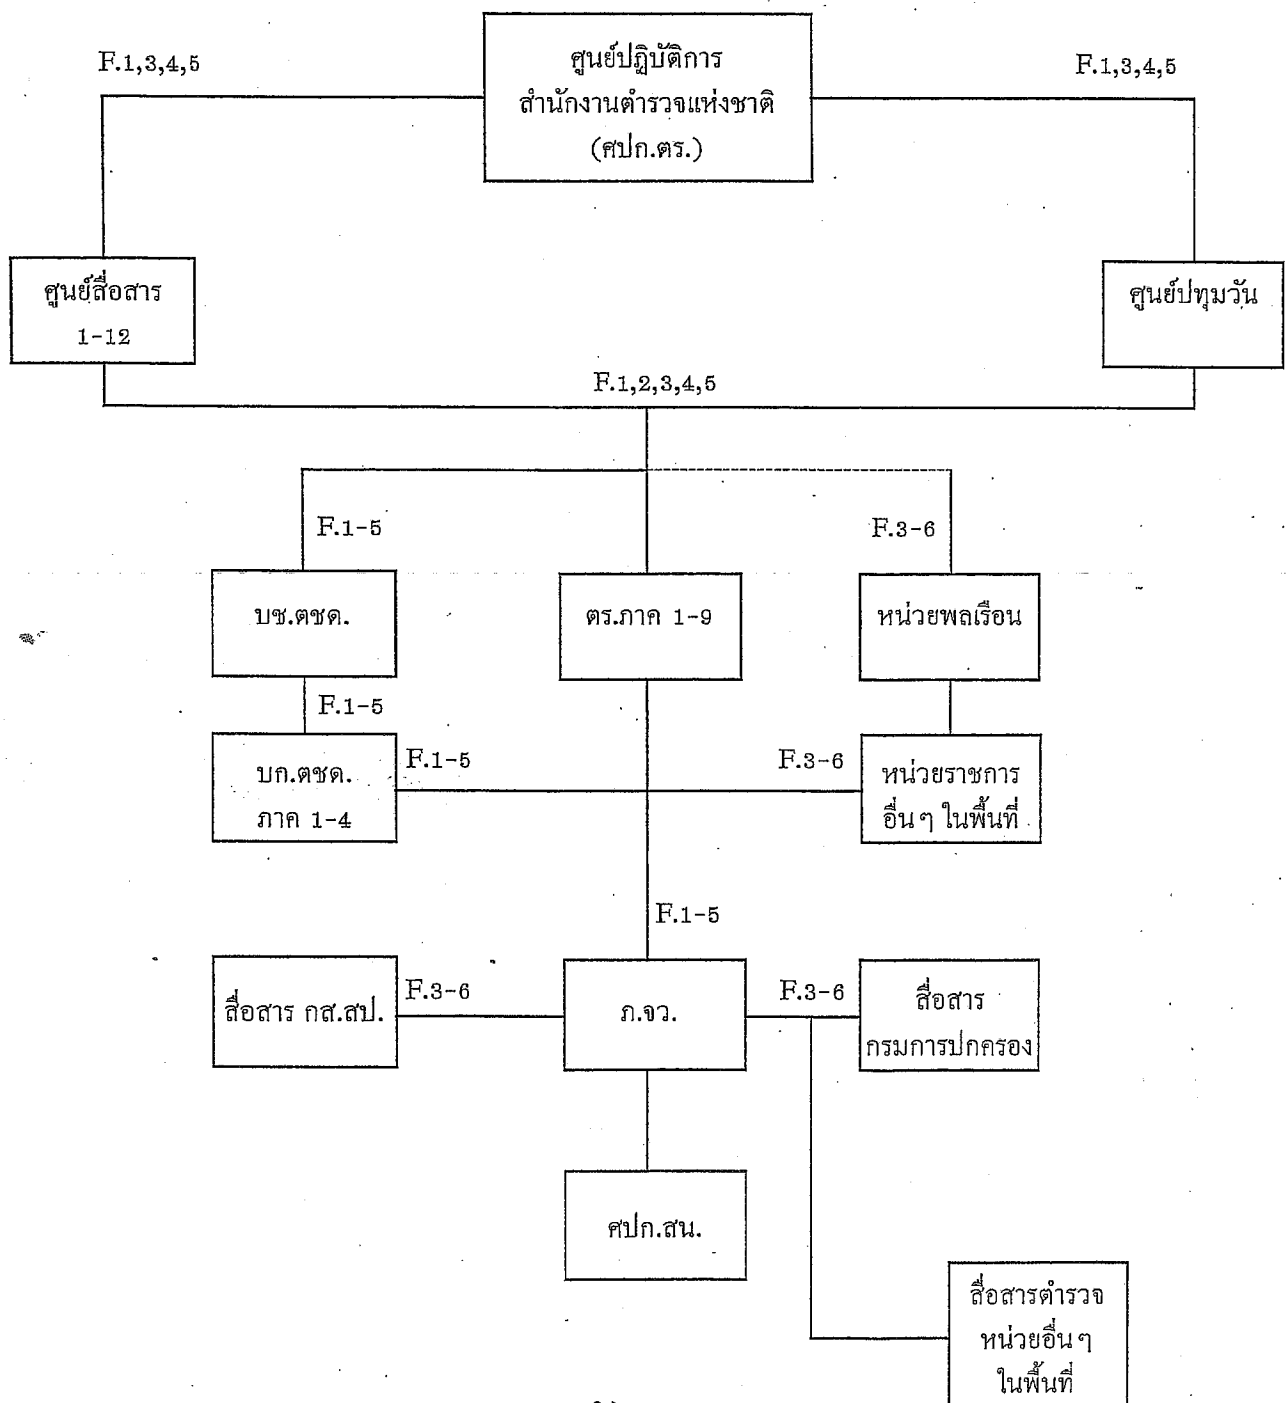 ศูนย์ปฏิบัติการ
สำนักงานตำรวจแห่งชาติ
(ศปก.ตร.)
F.1,3,4,5
F.1,3,4,5
ศูนย์สื่อสาร
1-12
ศูนย์ปทุมวัน
F.1,2,3,4,5
F.1-5
F.3-6
บช.ตชด.
ตร.ภาค 1-9
หน่วยพลเรือน
F.1-5
บก.ตชด.
ภาค 1-4
F.1-5
F.3-6
หน่วยราชการ
อื่นๆ ในพื้นที่
F.1-5
สื่อสาร กส.สป.
F.3-6
ภ.จว.
F.3-6
สื่อสาร
กรมการปกครอง
ศปก.สน.
สื่อสารตำรวจ
หน่วยอื่นๆ
ในพื้นที่